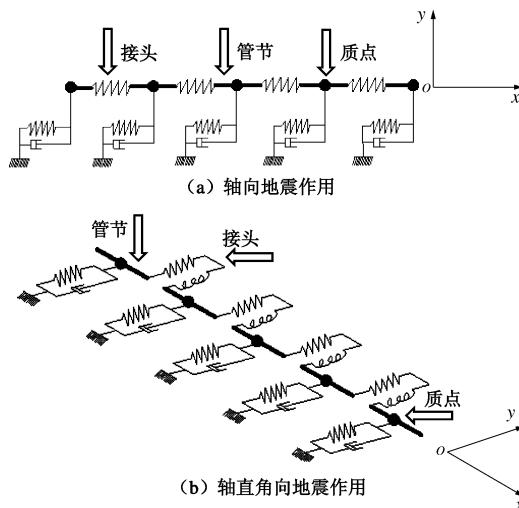 接头 管节 质点
y
o
x
（a）轴向地震作用
管节 接头
质点
y
o
x
（b）轴直角向地震作用